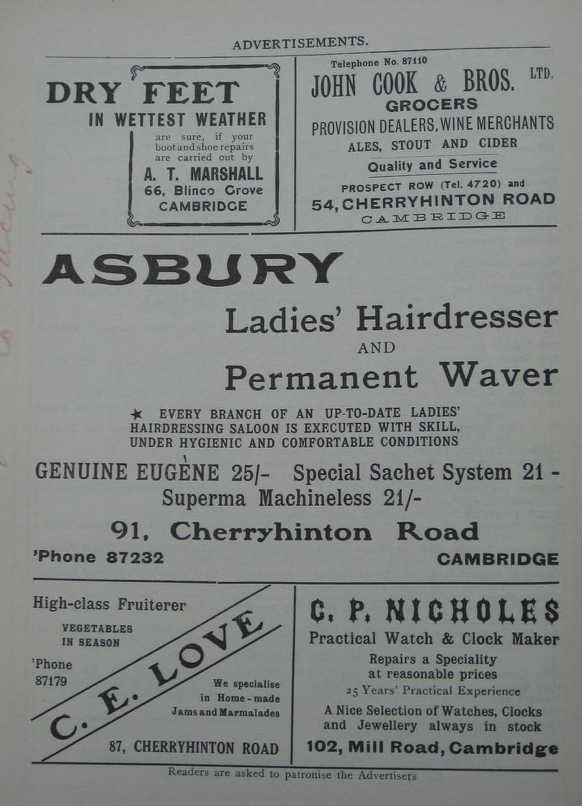 ADVERTISEMENTS.
DRY FEET
IN WETTEST WEATHER
are sure, if your
boot and shoe repairs
are carried out by
A. T. MARSHALL
66, Blinco Grove
CAMBRIDGE
Telephone No. 87110
JOHN COOK & BROS. LTD.
GROCERS
PROVISION DEALERS, WINE MERCHANTS
ALES, STOUT AND CIDER
Quality and Service
PROSPECT ROW (Tel. 4720) and
54, CHERRYHINTON ROAD
CAMBRIDGE
ASBURY
Ladies' Hairdresser
AND
Permanent Waver
★ EVERY BRANCH OF AN UP-TO-DATE LADIES'
HAIRDRESSING SALOON IS EXECUTED WITH SKILL,
UNDER HYGIENIC AND COMFORTABLE CONDITIONS
GENUINE EUGÈNE 25/- Special Sachet System 21 -
Superma Machineless 21/-
91, Cherryhinton Road
'Phone 87232 CAMBRIDGE
High-class Fruiterer
VEGETABLES
IN SEASON
'Phone
87179
C. E. LOVE
We specialise
in Home-made
Jams and Marmalades
87, CHERRYHINTON ROAD
C. P. NICHOLES
Practical Watch & Clock Maker
Repairs a Speciality
at reasonable prices
25 Years' Practical Experience
A Nice Selection of Watches, Clocks
and Jewellery always in stock
102, Mill Road, Cambridge
Readers are asked to patronise the Advertisers